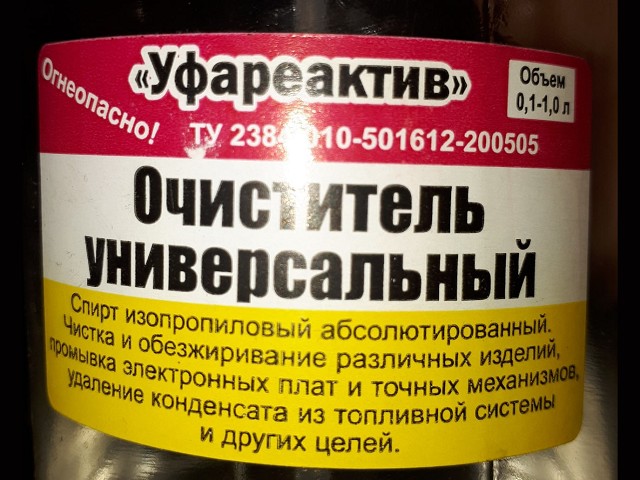 «Уфареактив»
Огнеопасно!
Объем
0,1-1,0 л
ТУ 238 010-501612-200505
Очиститель
универсальный
Спирт изопропиловый абсолютированный.
Чистка и обезжиривание различных изделий,
промывка электронных плат и точных механизмов,
удаление конденсата из топливной системы
и других целей.